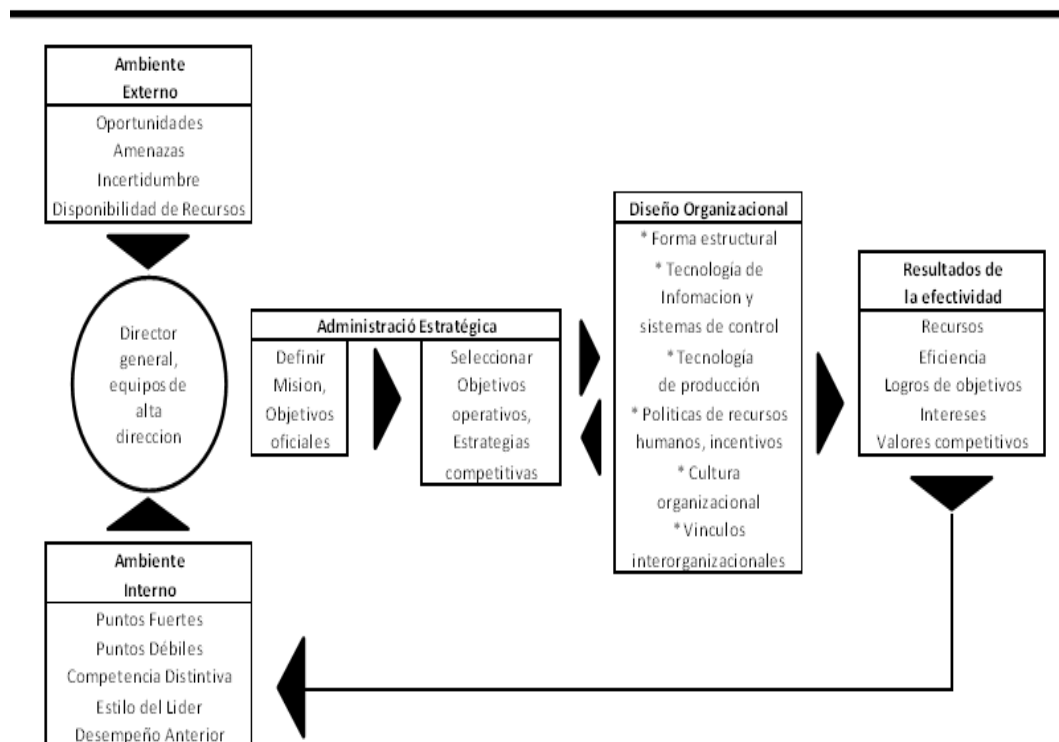 Ambiente
Externo
Oportunidades
Amenazas
Incertidumbre
Disponibilidad de Recursos
Director
general,
equipos de
alta
direccion
Ambiente
Interno
Puntos Fuertes
Puntos Débiles
Competencia Distintiva
Estilo del Lider
Desempeño Anterior
Administració Estratégica
Definir
Mision,
Objetivos
oficiales
Seleccionar
Objetivos
operativos,
Estrategias
competitivas
Diseño Organizacional
* Forma estructural
* Tecnología de
Infomacion y
sistemas de control
* Tecnología
de producción
* Politicas de recursos
humanos, incentivos
* Cultura
organizacional
* Vinculos
interorganizacionales
Resultados de
la efectividad
Recursos
Eficiencia
Logros de objetivos
Intereses
Valores competitivos